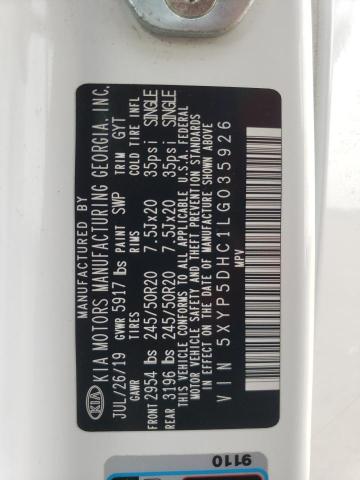 MANUFACTURED BY
KIA KIA MOTORS MANUFACTURING GEORGIA, INC.
JUL/26/19 GVWR 5917 lbs PAINT SWP TRIM GYT
TIRES RIMS COLD TIRE INFL
FRONT 2954 lbs 245/50R20 7.5Jx20 35psi SINGLE
REAR 3196 lbs 245/50R20 7.5Jx20 35psi SINGLE
THIS VEHICLE CONFORMS TO ALL APPLICABLE U.S.A FEDERAL
MOTOR VEHICLE SAFETY AND THEFT PREVENTION STANDARDS
IN EFFECT ON THE DATE OF MANUFACTURE SHOWN ABOVE
VIN 5XYP5DHC1LG035926
MPV
9110